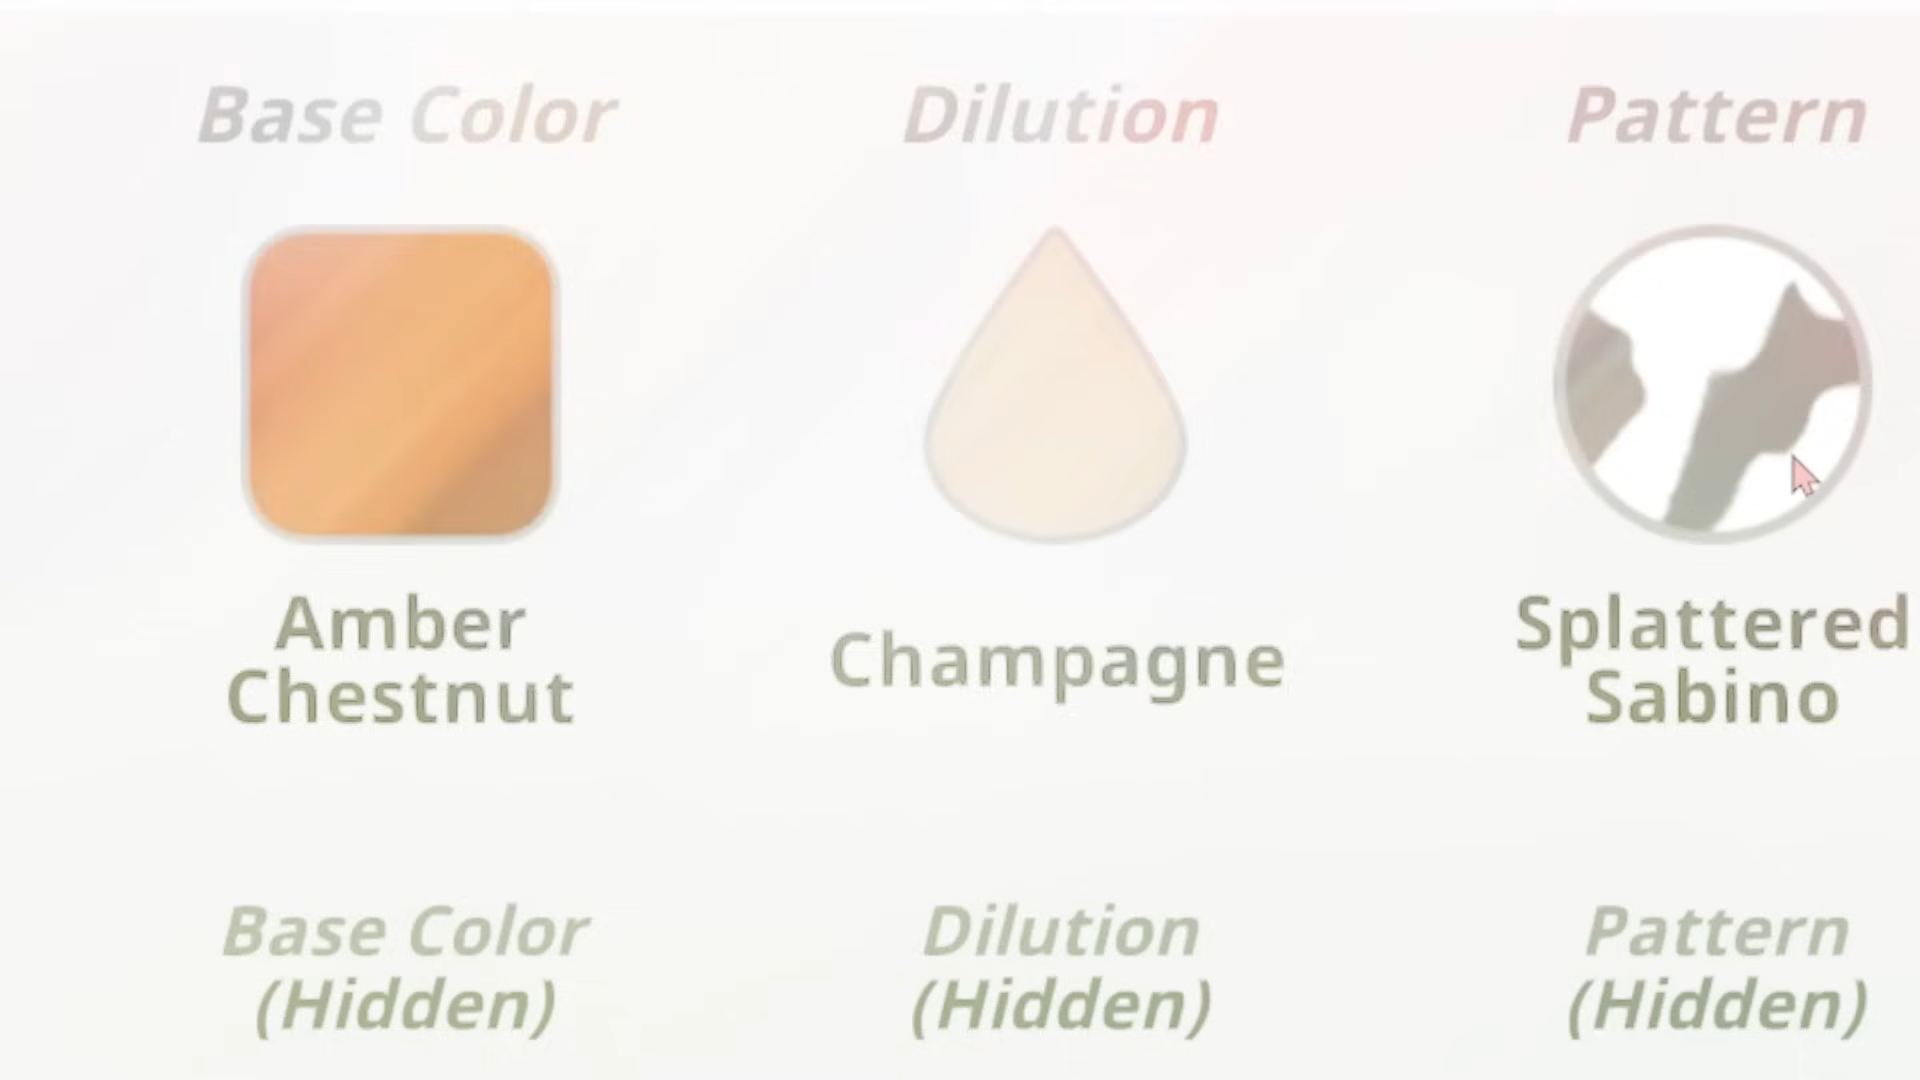 Base Color
Dilution
Pattern
Amber
Chestnut
Champagne
Splattered
Sabino
Base Color
(Hidden)
Dilution
(Hidden)
Pattern
(Hidden)